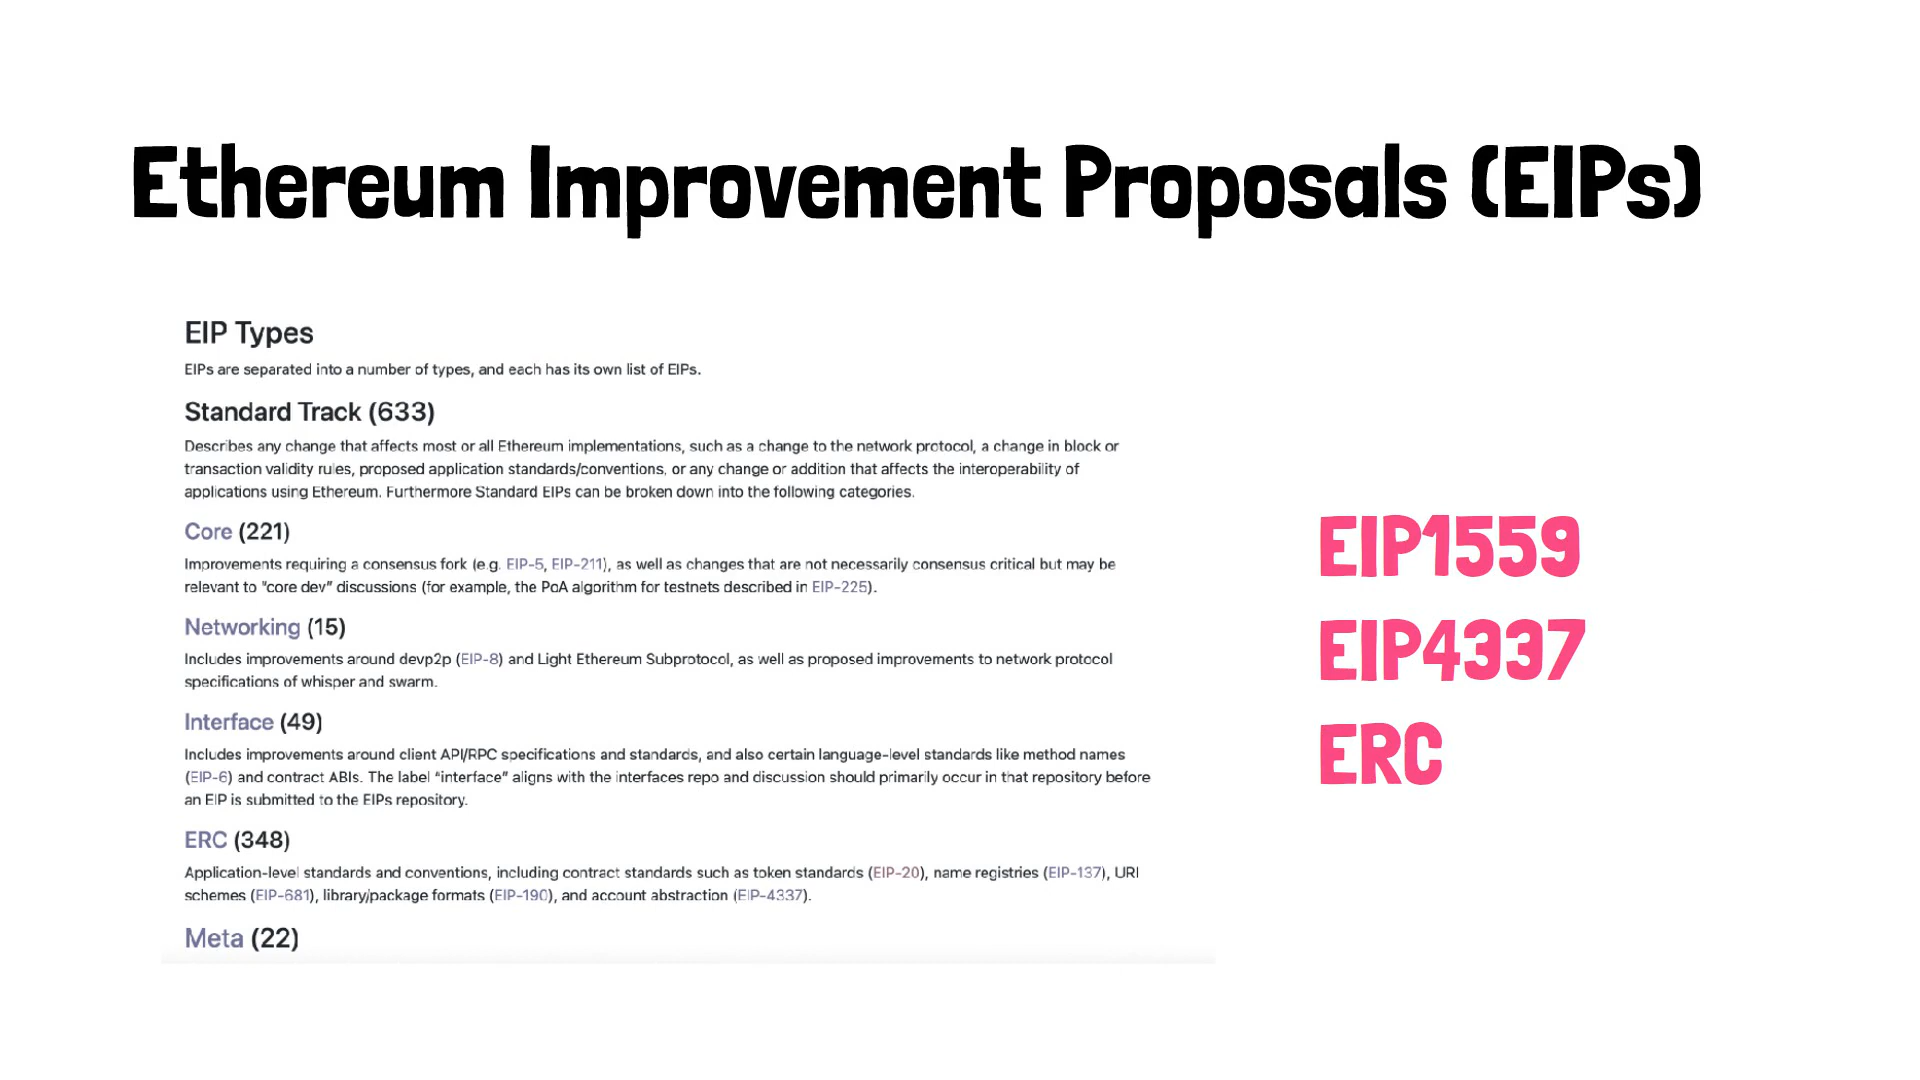 Ethereum Improvement Proposals (EIPs)
EIP Types
EIPs are separated into a number of types, and each has its own list of EIPs.
Standard Track (633)
Describes any change that affects most or all Ethereum implementations, such as a change to the network protocol, a change in block or
transaction validity rules, proposed application standards/conventions, or any change or addition that affects the interoperability of
applications using Ethereum. Furthermore Standard EIPs can be broken down into the following categories.
Core (221)
Improvements requiring a consensus fork (e.g. EIP-5, EIP-211), as well as changes that are not necessarily consensus critical but may be
relevant to "core dev" discussions (for example, the PoA algorithm for testnets described in EIP-225).
Networking (15)
Includes improvements around devp2p (EIP-8) and Light Ethereum Subprotocol, as well as proposed improvements to network protocol
specifications of whisper and swarm.
Interface (49)
Includes improvements around client API/RPC specifications and standards, and also certain language-level standards like method names
(EIP-6) and contract ABIs. The label “interface” aligns with the interfaces repo and discussion should primarily occur in that repository before
an EIP is submitted to the EIPs repository.
ERC (348)
Application-level standards and conventions, including contract standards such as token standards (EIP-20), name registries (EIP-137), URI
schemes (EIP-681), library/package formats (EIP-190), and account abstraction (EIP-4337).
Meta (22)
EIP1559
EIP4337
ERC